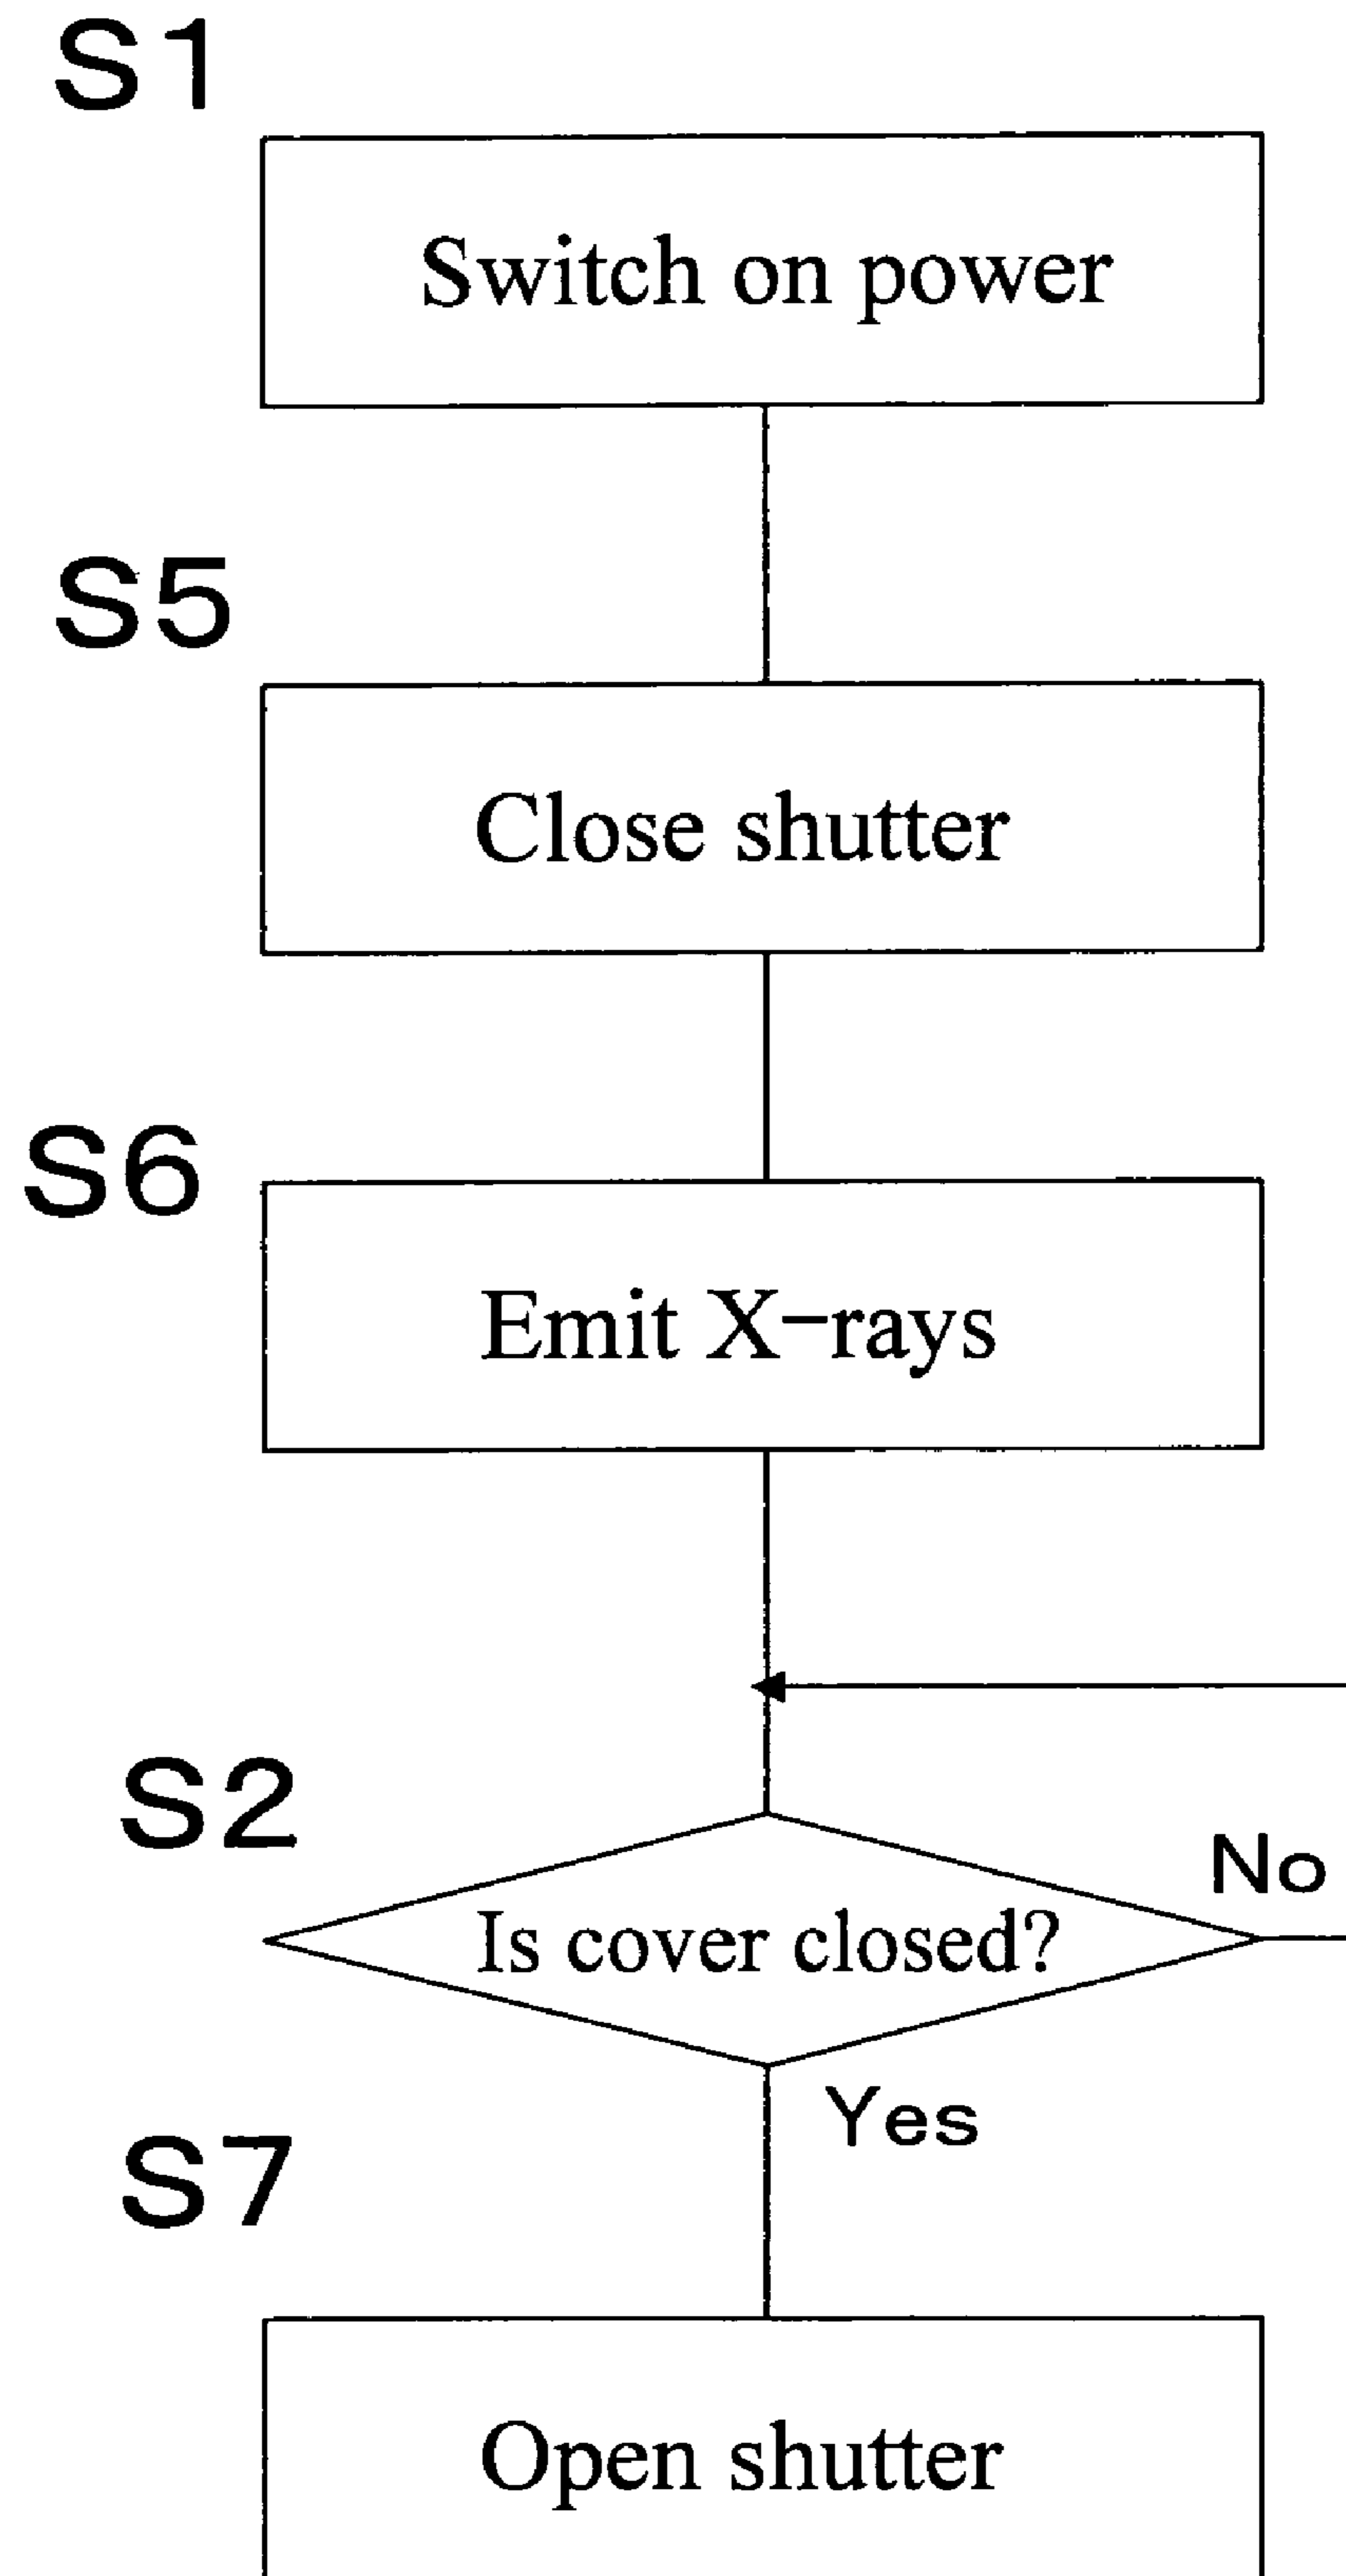 S1
Switch on power
S5
Close shutter
S6
Emit X-rays
S2
Is cover closed?
No
Yes
S7
Open shutter